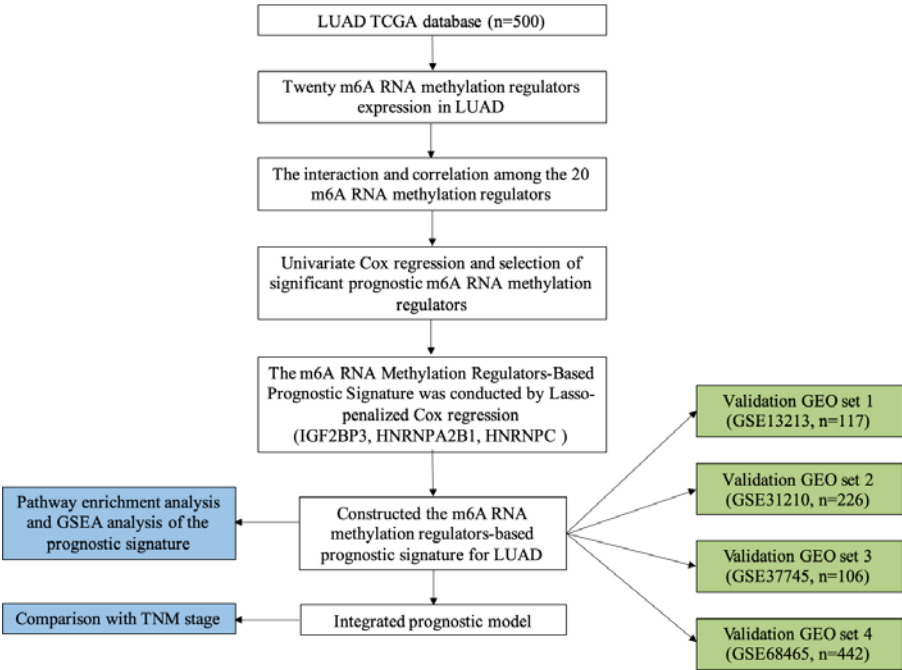 LUAD TCGA database (n=500)
Twenty m6A RNA methylation regulators
expression in LUAD
The interaction and correlation among the 20
m6A RNA methylation regulators
Univariate Cox regression and selection of
significant prognostic m6A RNA methylation
regulators
The m6A RNA Methylation Regulators-Based
Prognostic Signature was conducted by Lasso-
penalized Cox regression
(IGF2BP3, HNRNPA2B1, HNRNPC )
Constructed the m6A RNA
methylation regulators-based
prognostic signature for LUAD
Integrated prognostic model
Pathway enrichment analysis
and GSEA analysis of the
prognostic signature
Comparison with TNM stage
Validation GEO set 1
(GSE13213, n=117)
Validation GEO set 2
(GSE31210, n=226)
Validation GEO set 3
(GSE37745, n=106)
Validation GEO set 4
(GSE68465, n=442)